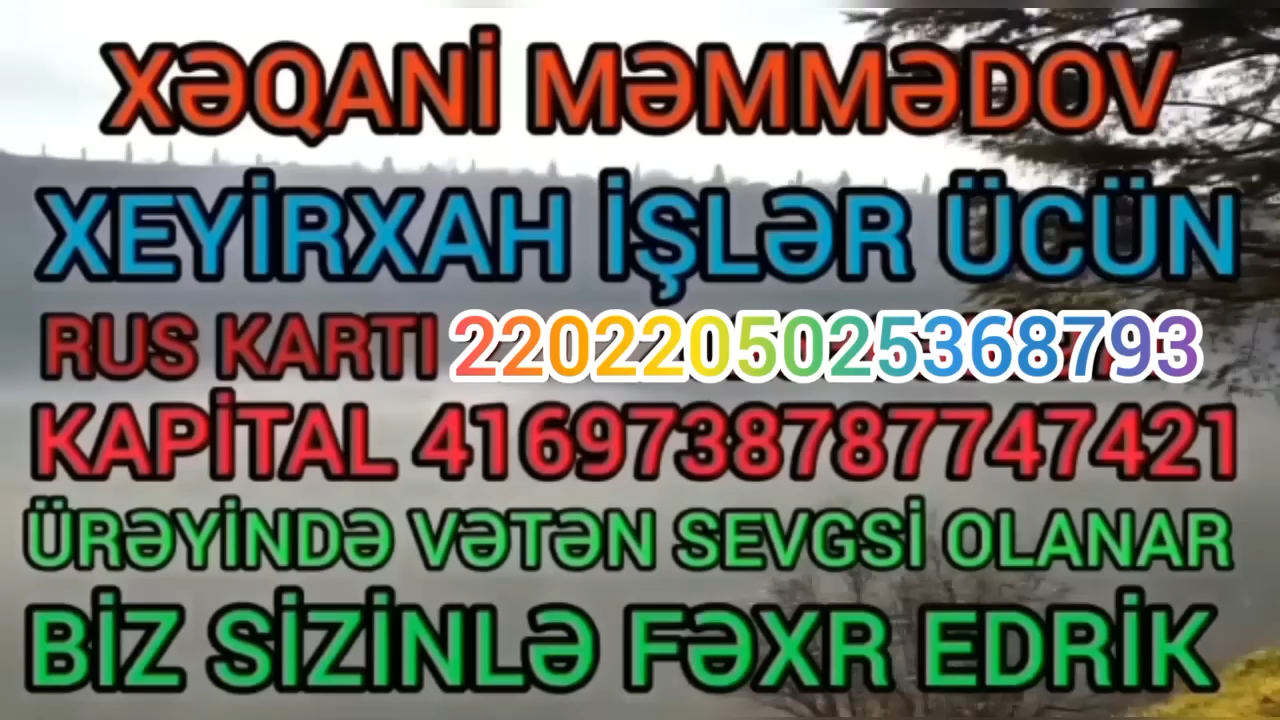 XƏQANİ MƏMMƏDOV
XEYİRXAH İŞLƏR ÜCÜN
RUS KARTI 2202205025368793
KAPİTAL 4169738787747421
ÜRƏYİNDƏ VƏTƏN SEVGSİ OLANAR
BİZ SİZİNLƏ FƏXR EDRİK